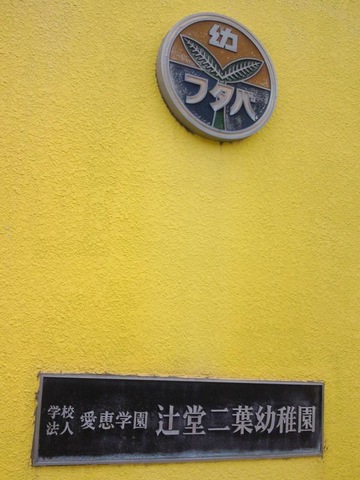 幼
フタバ
学校法人 愛恵学園 辻堂二葉幼稚園